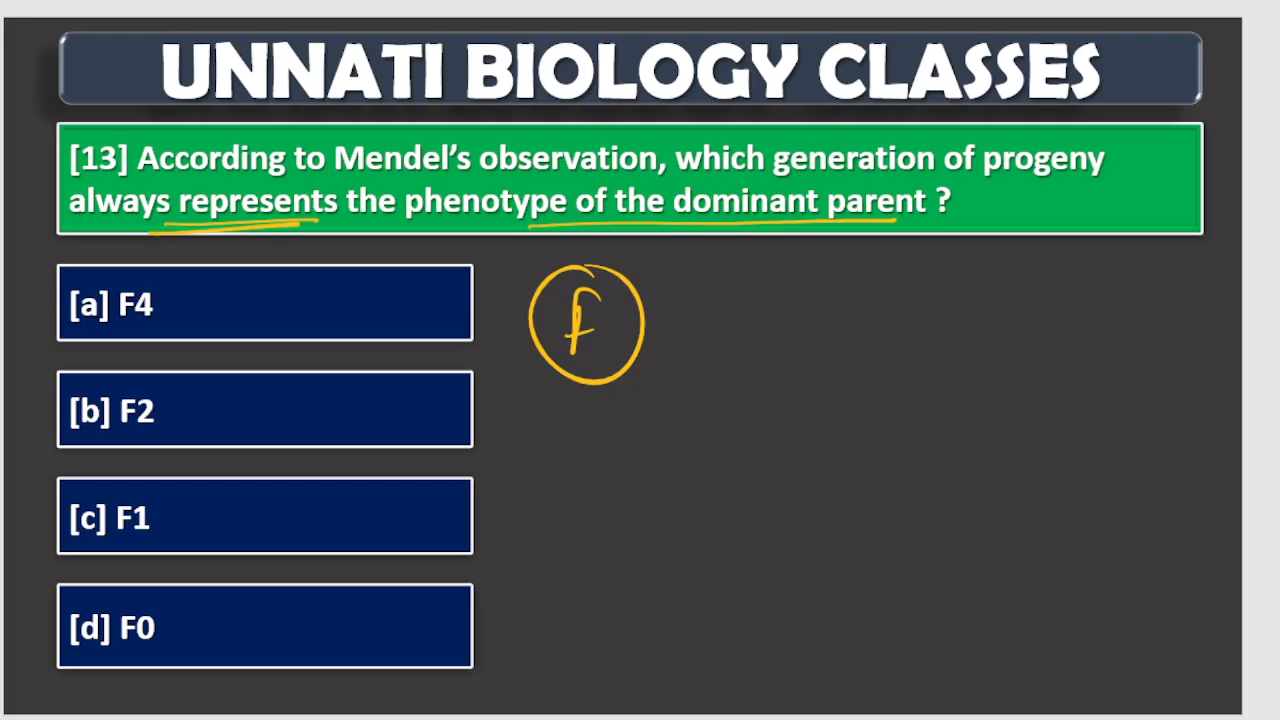 UNNATI BIOLOGY CLASSES
[13] According to Mendel’s observation, which generation of progeny
always represents the phenotype of the dominant parent ?
[a] F4
f
[b] F2
[c] F1
[d] F0